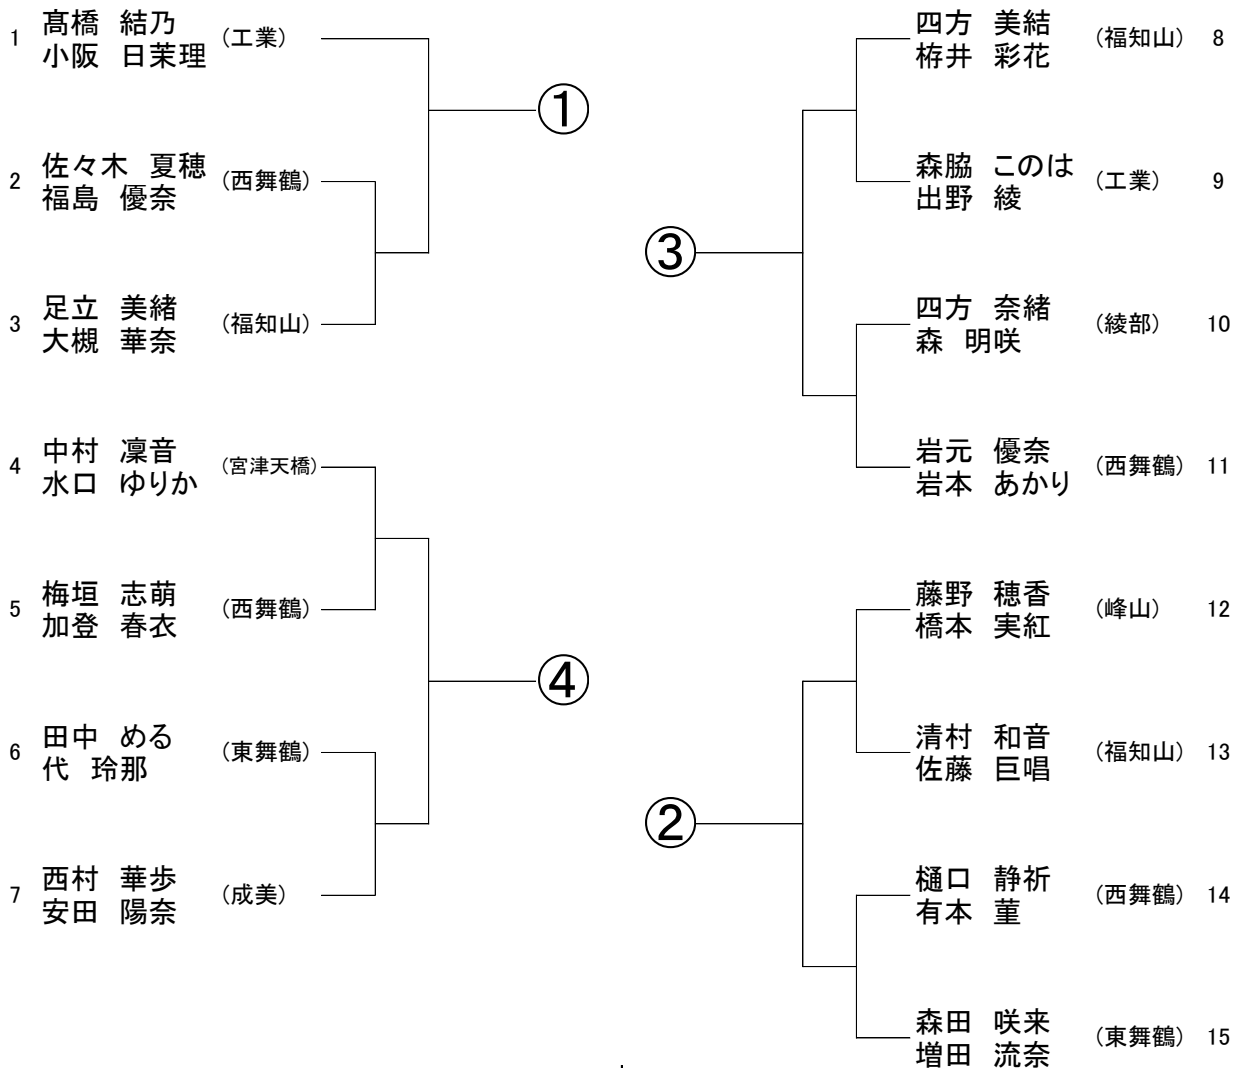 1 髙橋 結乃 (工業)
小阪 日茉理
①
2 佐々木 夏穂 (西舞鶴)
福島 優奈
3 足立 美緒 (福知山)
大槻 華奈
4 中村 凜音 (宮津天橋)
水口 ゆりか
5 梅垣 志萌 (西舞鶴)
加登 春衣
④
6 田中 める (東舞鶴)
代 玲那
7 西村 華歩 (成美)
安田 陽奈
四方 美結 (福知山) 8
栫井 彩花
森脇 このは (工業) 9
出野 綾
③
四方 奈緒 (綾部) 10
森 明咲
岩元 優奈 (西舞鶴) 11
岩本 あかり
藤野 穂香 (峰山) 12
橋本 実紅
清村 和音 (福知山) 13
佐藤 巨唱
②
樋口 静祈 (西舞鶴) 14
有本 菫
森田 咲来 (東舞鶴) 15
増田 流奈